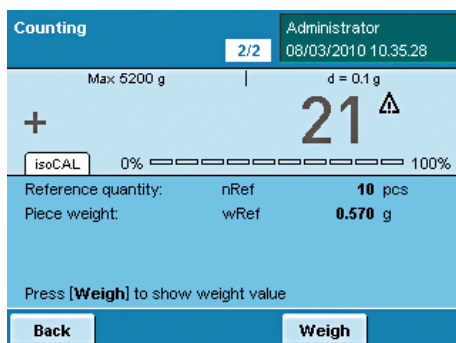 Counting
2/2
Administrator
08/03/2010 10.35.28
Max 5200 g
d = 0.1 g
+ 21
isoCAL 0% 100%
Reference quantity: nRef 10 pcs
Piece weight: wRef 0.570 g
Press [Weigh] to show weight value
Back Weigh